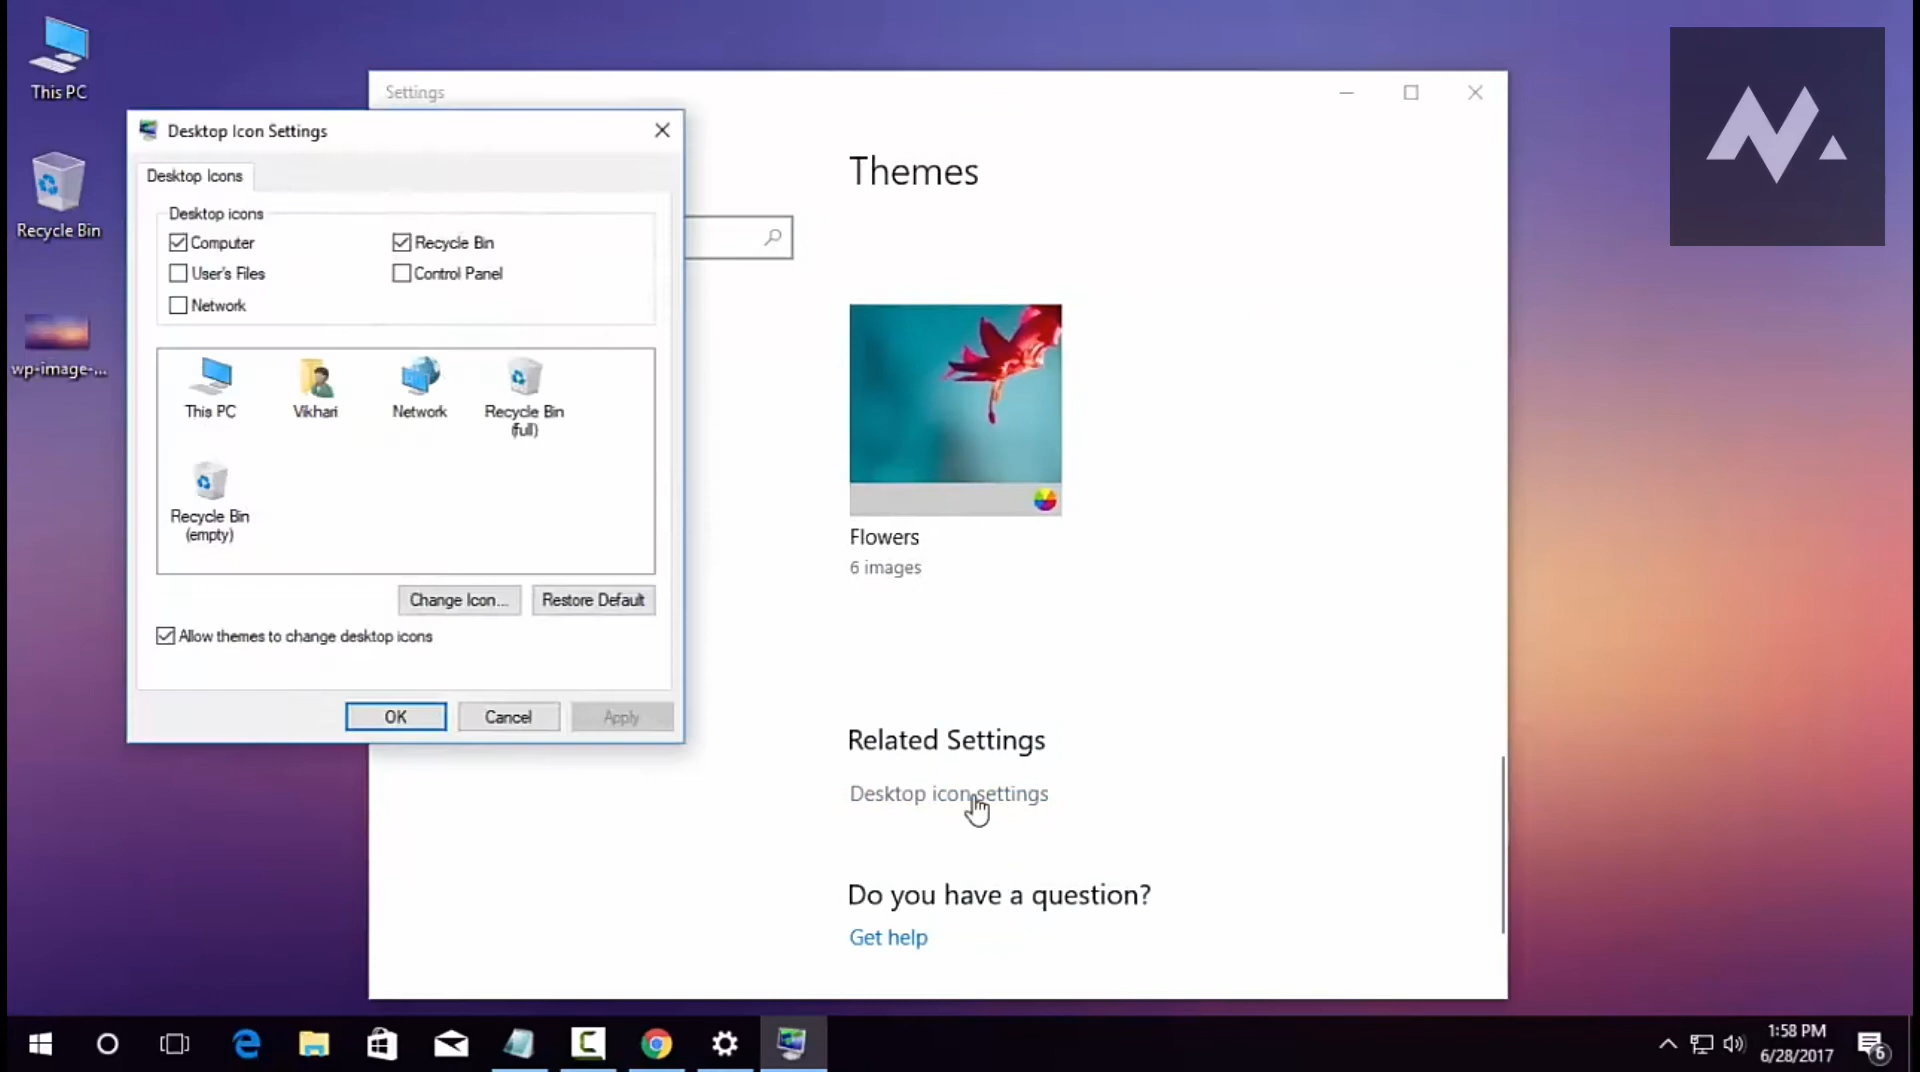 This PC
Recycle Bin
wp-image-...
Settings
Desktop Icon Settings
Desktop Icons
Desktop icons
Computer
Recycle Bin
User's Files
Control Panel
Network
This PC
Vikhari
Network
Recycle Bin
(full)
Recycle Bin
(empty)
Change Icon...
Restore Default
Allow themes to change desktop icons
OK
Cancel
Apply
Themes
Flowers
6 images
Related Settings
Desktop icon settings
Do you have a question?
Get help
1:58 PM
6/28/2017
6